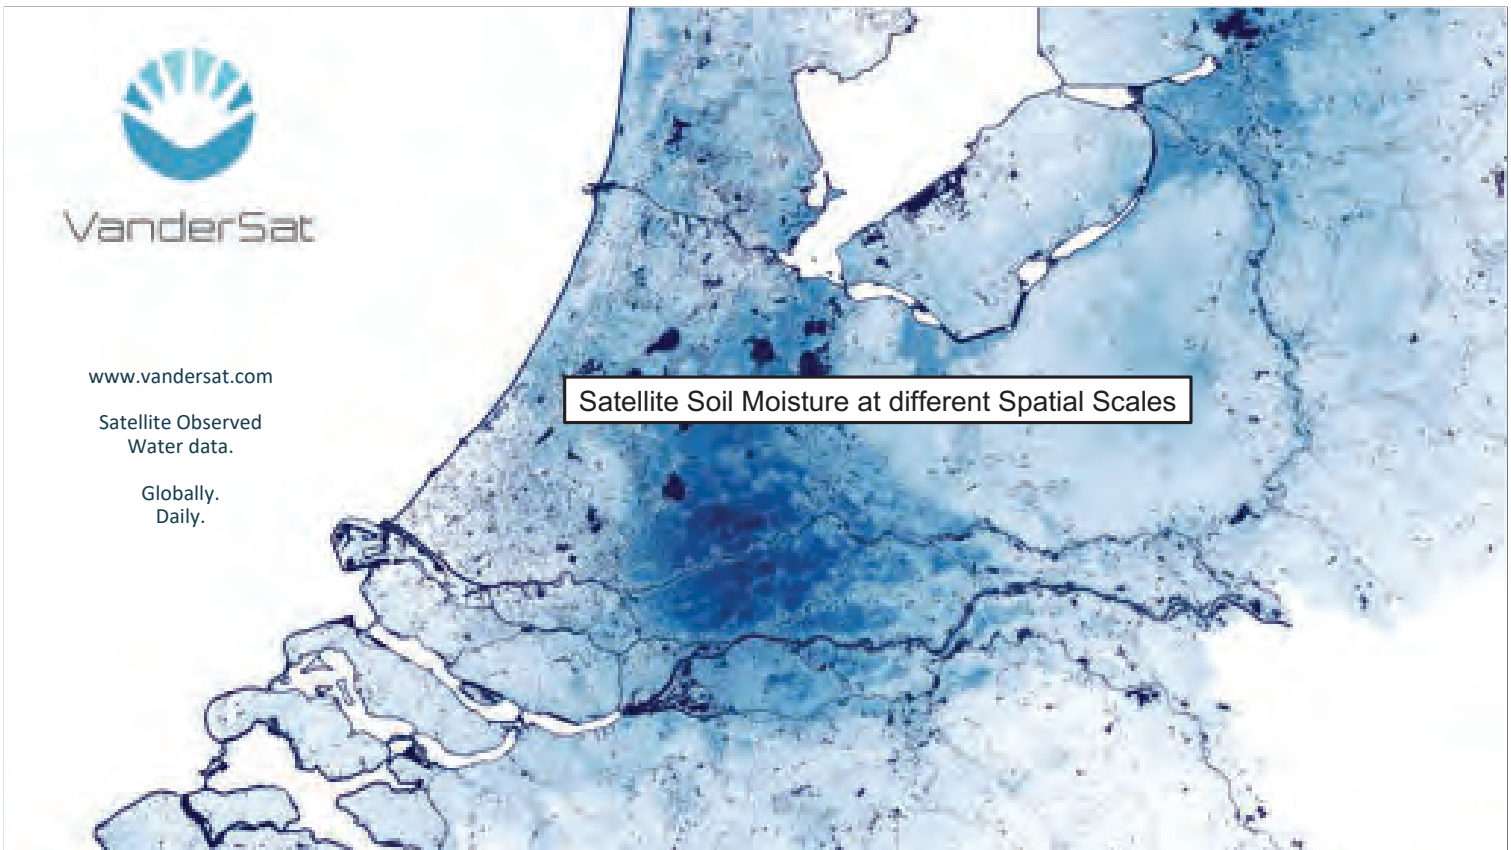 VanderSat
www.vandersat.com
Satellite Observed
Water data.
Globally.
Daily.
Satellite Soil Moisture at different Spatial Scales